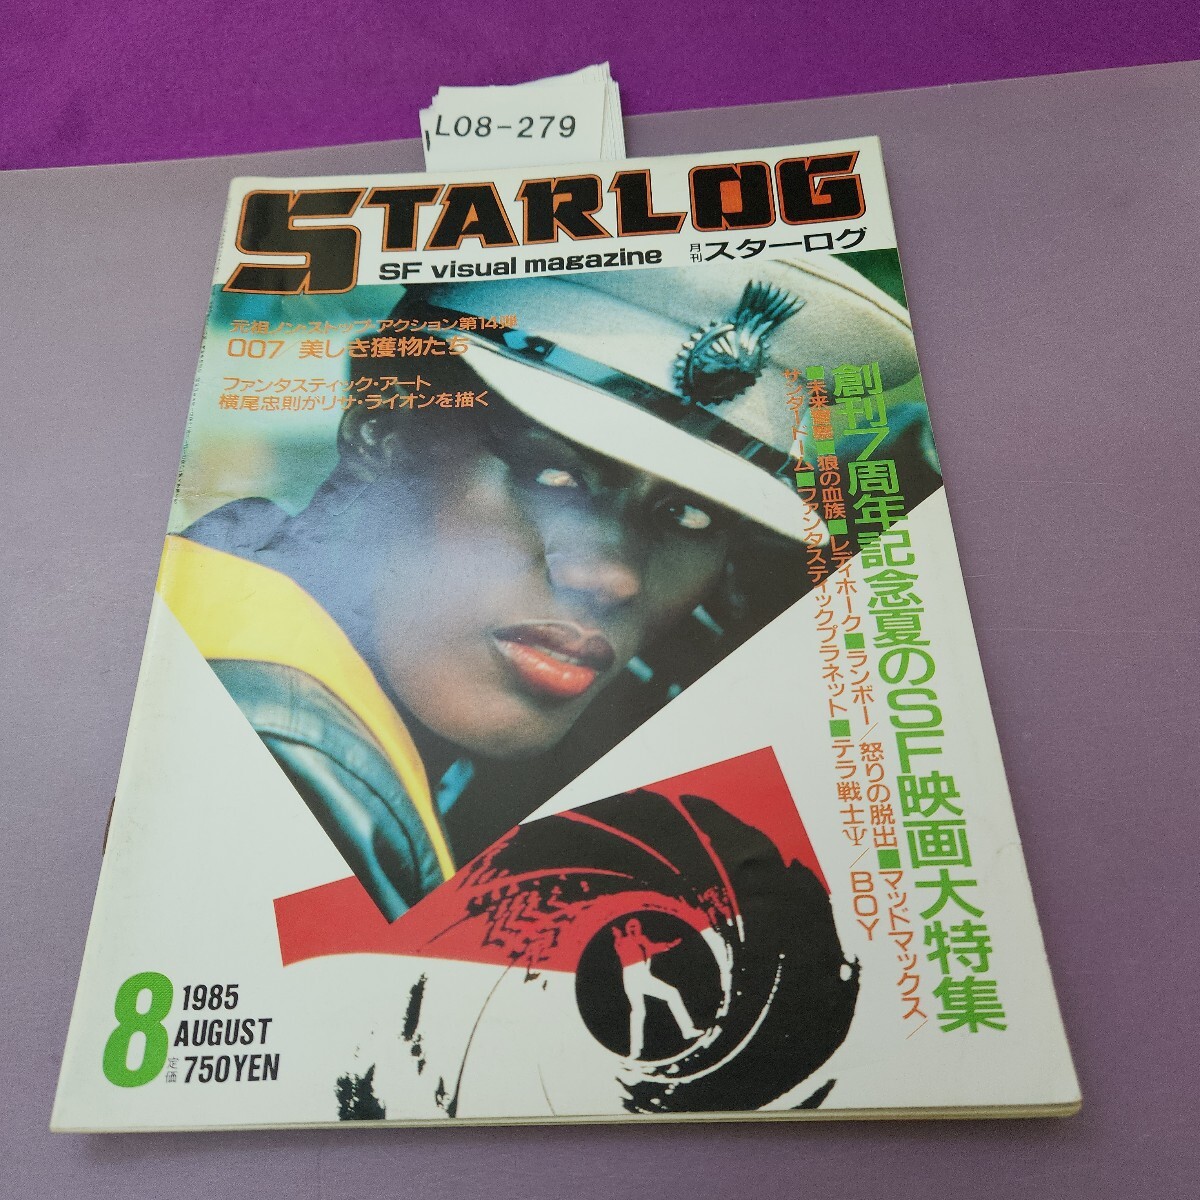 L08-279
STARLOG
SF visual magazine
月刊 スターログ
元祖ノン・ストップ・アクション第14弾
007/美しき獲物たち
ファンタスティック・アート
横尾忠則がリサ・ライオンを描く
創刊7周年記念夏のSF映画大特集
■未来警察■狼の血族■レディホーク■ランボー/怒りの脱出■マッドマックス/
サンダードーム■ファンタスティックプラネット■テラ戦士Ψ/BOY
8
1985
AUGUST
定価 750YEN